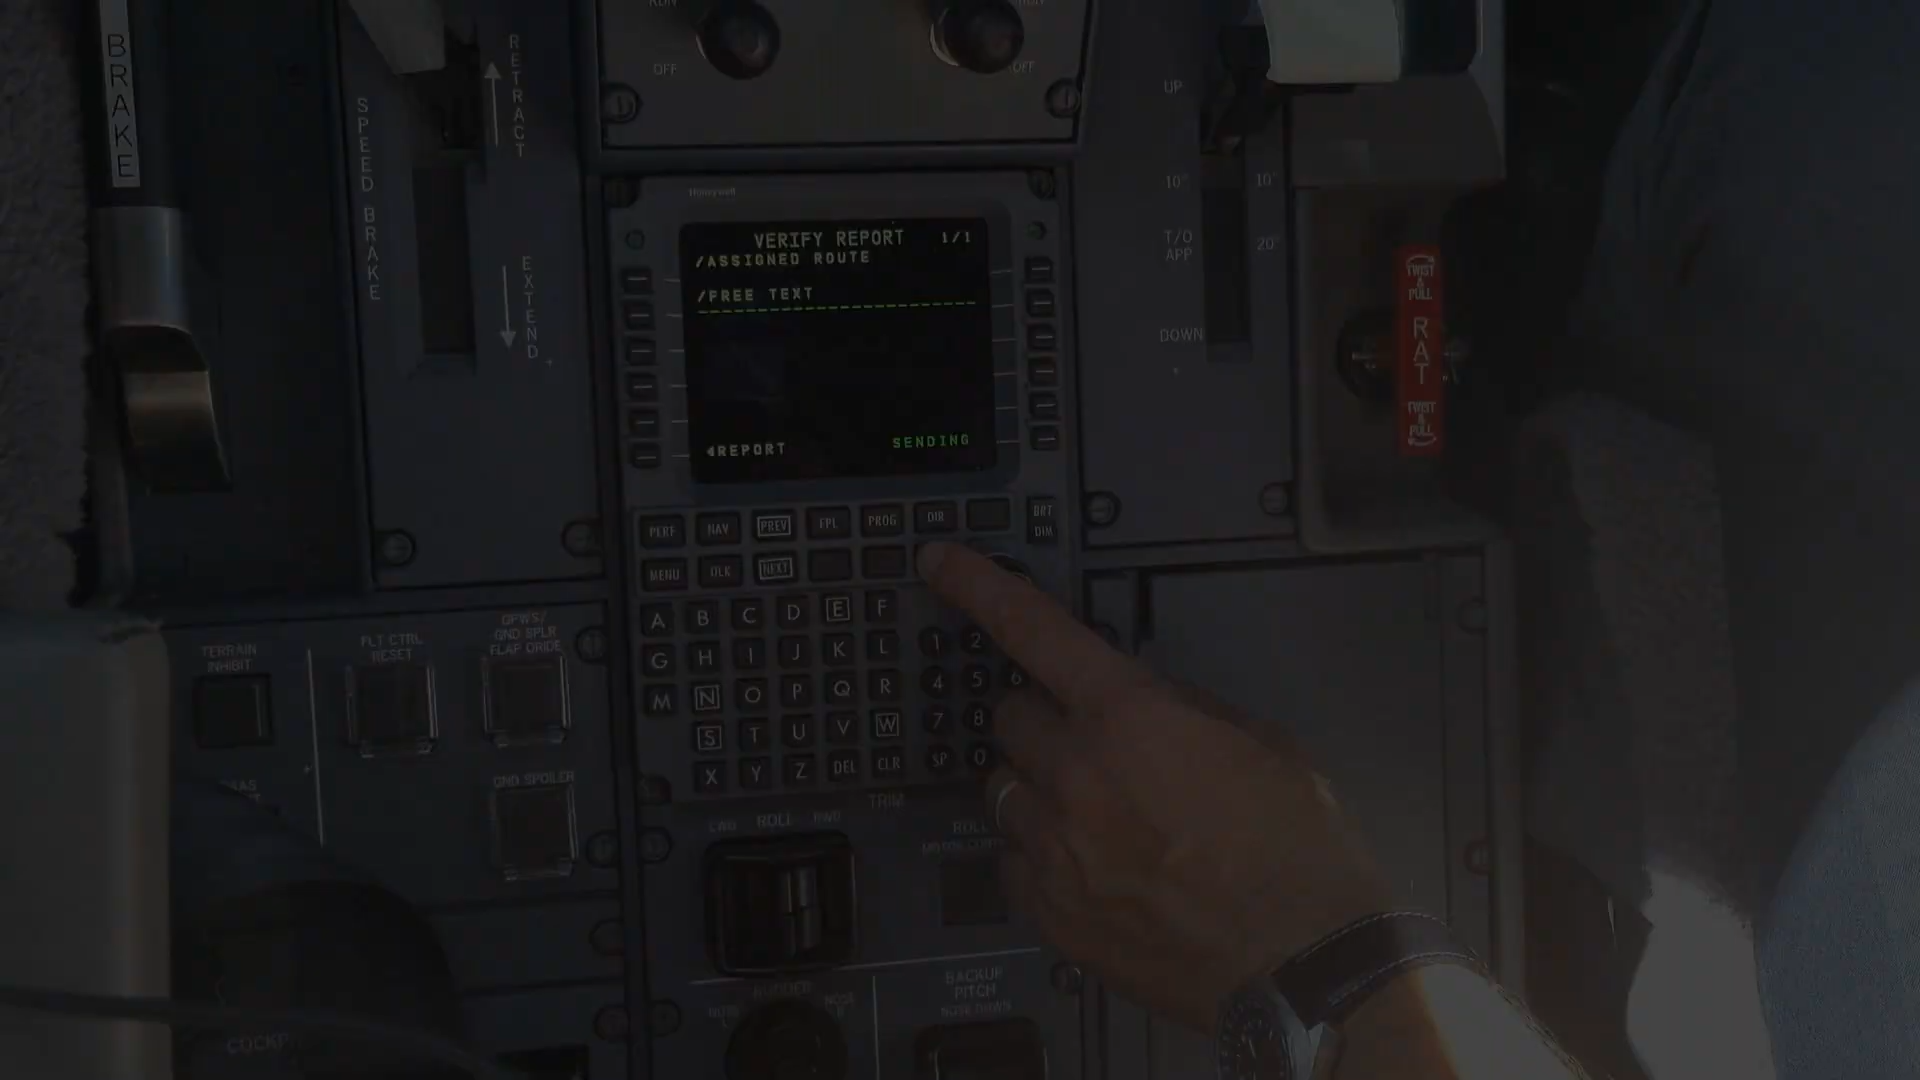 BRAKE
SPEED BRAKE
RETRACT
EXTEND
OFF
OFF
Honeywell
VERIFY REPORT 1/1
/ASSIGNED ROUTE
/FREE TEXT
REPORT
SENDING
UP
10° 10°
T/O
APP
20°
DOWN
TWIST
&
PULL
RAT
TWIST
&
PULL
PERF NAV PREV FPL PROG DIR
BRT
DIM
MENU DLK NEXT
A B C D E F
G H I J K L 1 2
M N O P Q R 4 5 6
S T U V W 7 8
X Y Z DEL CLR SP 0
TERRAIN
INHIBIT
FLT CTRL
RESET
GPWS/
GND SPLR
FLAP ORIDE
GND SPOILER
TRIM
ROLL
ROLL
RUDDER
NOSE
BACKUP
PITCH
NOSE DOWN